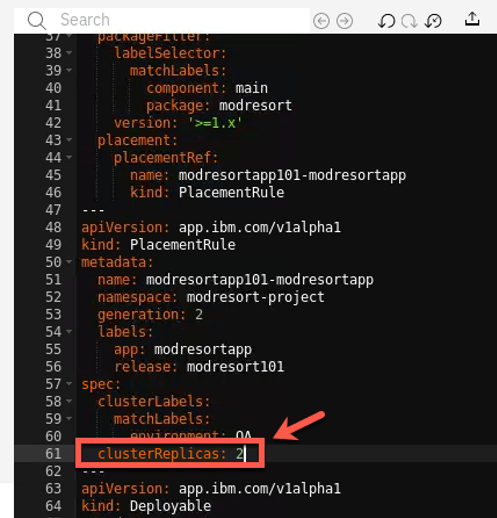 Search
37 packageFilter:
38 labelSelector:
39 matchLabels:
40 component: main
41 package: modresort
42 version: '>=1.x'
43 placement:
44 placementRef:
45 name: modresortapp101-modresortapp
46 kind: PlacementRule
47 ---
48 apiVersion: app.ibm.com/v1alpha1
49 kind: PlacementRule
50 metadata:
51 name: modresortapp101-modresortapp
52 namespace: modresort-project
53 generation: 2
54 labels:
55 app: modresortapp
56 release: modresort101
57 spec:
58 clusterLabels:
59 matchLabels:
60 environment: QA
61 clusterReplicas: 2
62 ---
63 apiVersion: app.ibm.com/v1alpha1
64 kind: Deployable